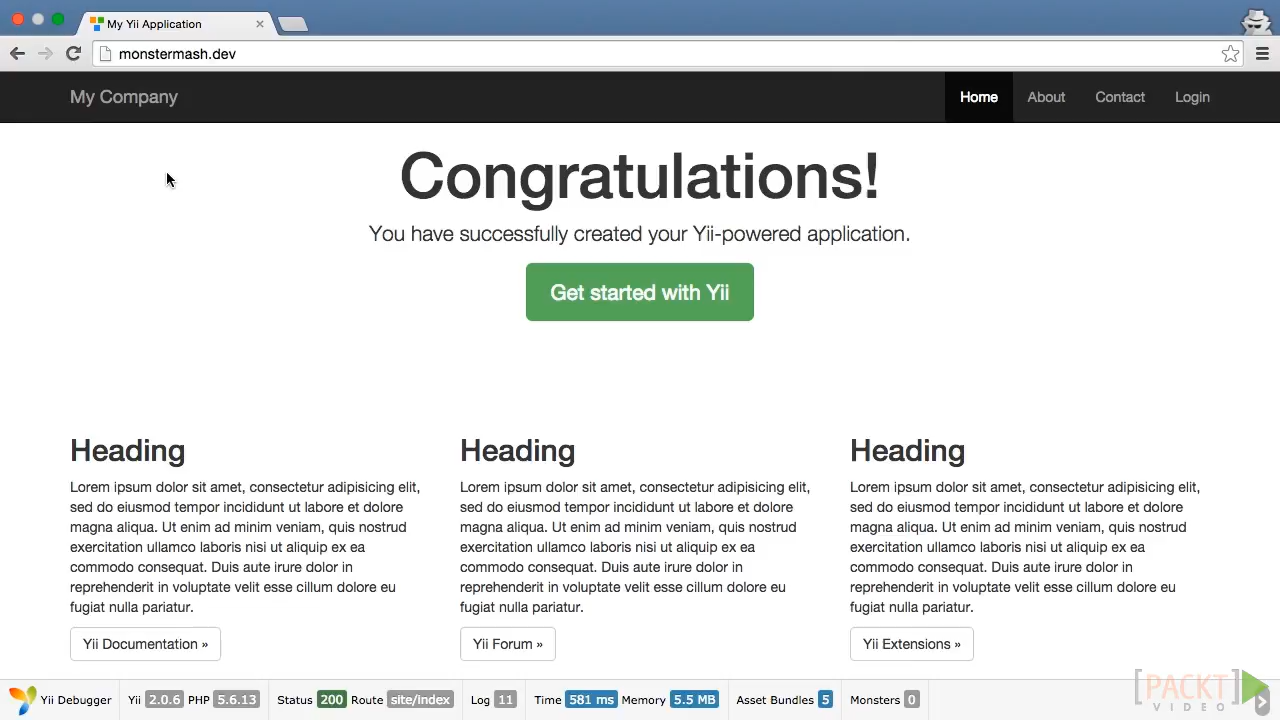 My Yii Application
monstermash.dev
My Company
Home About Contact Login
Congratulations!
You have successfully created your Yii-powered application.
Get started with Yii
Heading
Lorem ipsum dolor sit amet, consectetur adipisicing elit,
sed do eiusmod tempor incididunt ut labore et dolore
magna aliqua. Ut enim ad minim veniam, quis nostrud
exercitation ullamco laboris nisi ut aliquip ex ea
commodo consequat. Duis aute irure dolor in
reprehenderit in voluptate velit esse cillum dolore eu
fugiat nulla pariatur.
Yii Documentation »
Heading
Lorem ipsum dolor sit amet, consectetur adipisicing elit,
sed do eiusmod tempor incididunt ut labore et dolore
magna aliqua. Ut enim ad minim veniam, quis nostrud
exercitation ullamco laboris nisi ut aliquip ex ea
commodo consequat. Duis aute irure dolor in
reprehenderit in voluptate velit esse cillum dolore eu
fugiat nulla pariatur.
Yii Forum »
Heading
Lorem ipsum dolor sit amet, consectetur adipisicing elit,
sed do eiusmod tempor incididunt ut labore et dolore
magna aliqua. Ut enim ad minim veniam, quis nostrud
exercitation ullamco laboris nisi ut aliquip ex ea
commodo consequat. Duis aute irure dolor in
reprehenderit in voluptate velit esse cillum dolore eu
fugiat nulla pariatur.
Yii Extensions »
Yii Debugger Yii 2.0.6 PHP 5.6.13 Status 200 Route site/index Log 11 Time 581 ms Memory 5.5 MB Asset Bundles 5 Monsters 0
[PACKT]
VIDEO